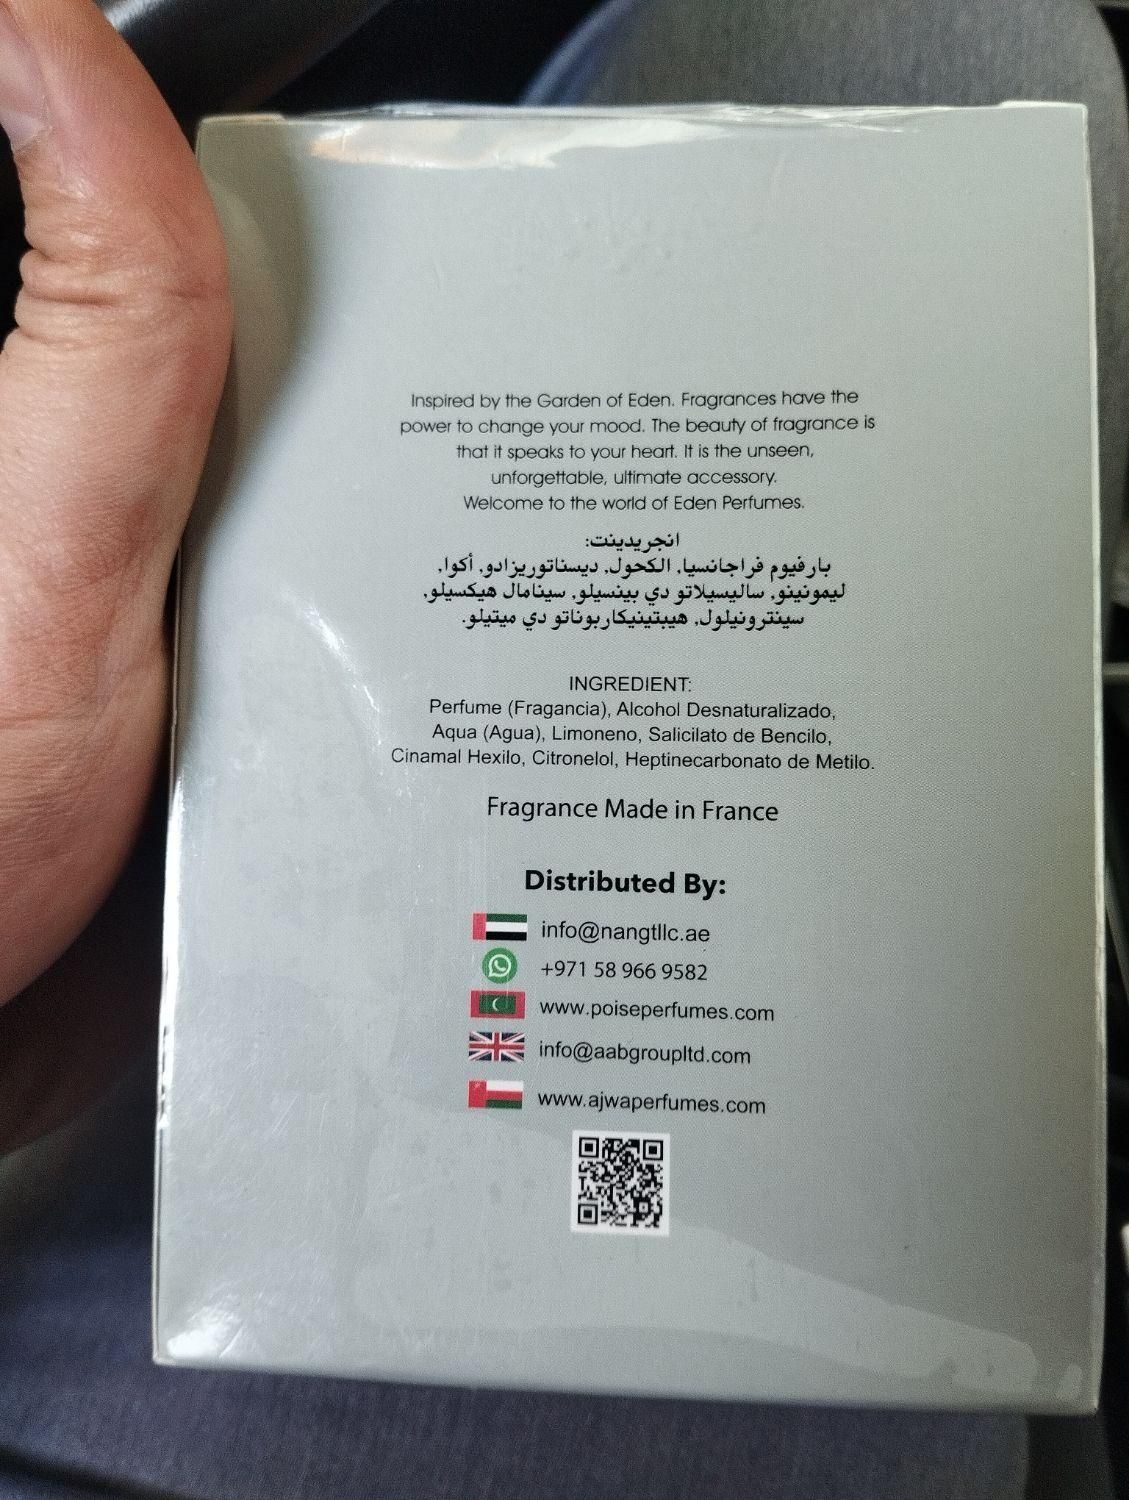 Inspired by the Garden of Eden. Fragrances have the
power to change your mood. The beauty of fragrance is
that it speaks to your heart. It is the unseen,
unforgettable, ultimate accessory.
Welcome to the world of Eden Perfumes.
انجريدينت:
بارفيوم فراجانسيا, الكحول, ديسناتوريزادو, أكوا,
ليمونينو, ساليسيلاتو دي بينسيلو, سينامال هيكسيلو,
سينترونيلول, هيبتينيكاربوناتو دي ميتيلو.
INGREDIENT:
Perfume (Fragancia), Alcohol Desnaturalizado,
Aqua (Agua), Limoneno, Salicilato de Bencilo,
Cinamal Hexilo, Citronelol, Heptinecarbonato de Metilo.
Fragrance Made in France
Distributed By:
info@nangtllc.ae
+971 58 966 9582
www.poiseperfumes.com
info@aabgroupltd.com
www.ajwaperfumes.com